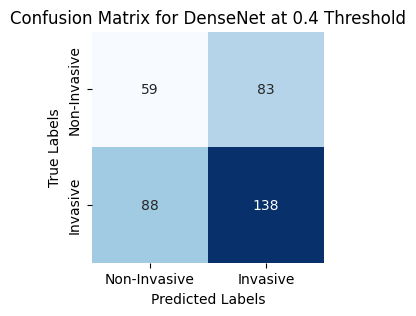 Confusion Matrix for DenseNet at 0.4 Threshold
True Labels
Non-Invasive
59
83
Invasive
88
138
Non-Invasive
Invasive
Predicted Labels